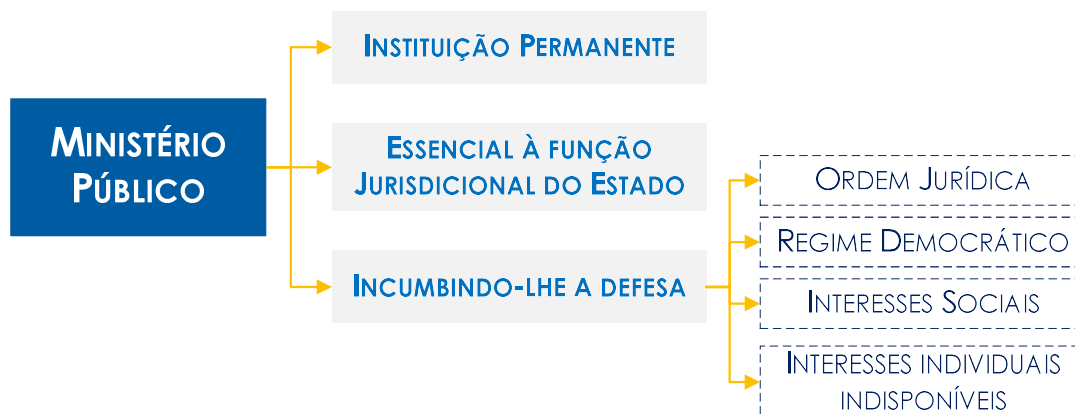 MINISTÉRIO
PÚBLICO
INSTITUIÇÃO PERMANENTE
ESSENCIAL À FUNÇÃO
JURISDICIONAL DO ESTADO
INCUMBINDO-LHE A DEFESA
ORDEM JURÍDICA
REGIME DEMOCRÁTICO
INTERESSES SOCIAIS
INTERESSES INDIVIDUAIS
INDISPONÍVEIS